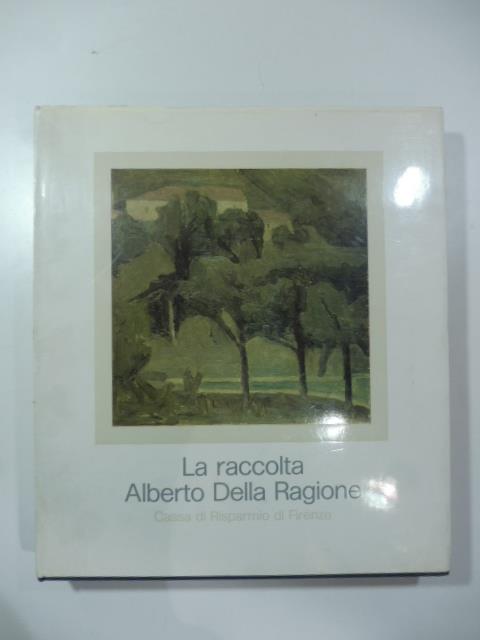 La raccolta
Alberto Della Ragione
Cassa di Risparmio di Firenze